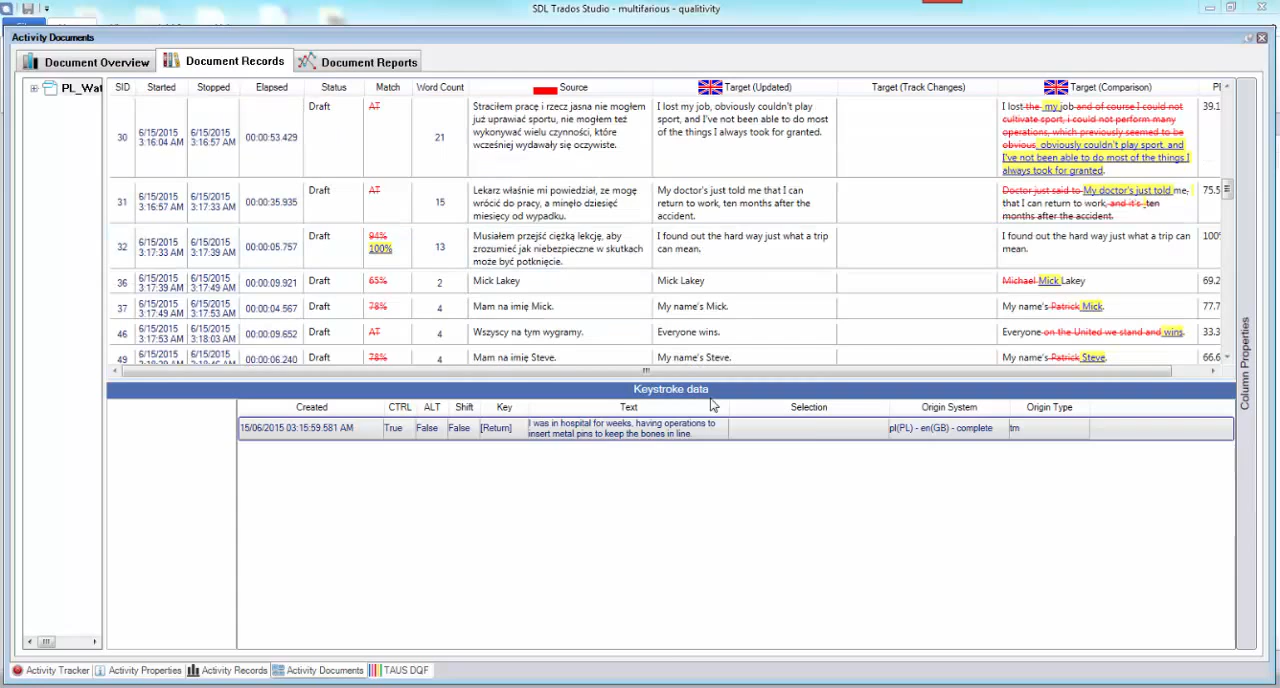 SDL Trados Studio - multifarious - qualitivity
Activity Documents
Document Overview
Document Records
Document Reports
PL_Wat
SID Started Stopped Elapsed Status Match Word Count Source Target (Updated) Target (Track Changes) Target (Comparison)
30
6/15/2015
3:16:04 AM
6/15/2015
3:16:57 AM
00:00:53.429
Draft
AT
21
Straciłem pracę i rzecz jasna nie mogłem
już uprawiać sportu, nie mogłem też
wykonywać wielu czynności, które
wcześniej wydawały się oczywiste.
I lost my job, obviously couldn't play
sport, and I've not been able to do most
of the things I always took for granted.
I lost the my job and of course I could not
cultivate sport, i could not perform many
operations, which previously seemed to be
obvious, obviously couldn't play sport, and
I've not been able to do most of the things I
always took for granted.
39.1
31
6/15/2015
3:16:57 AM
6/15/2015
3:17:33 AM
00:00:35.935
Draft
AT
15
Lekarz właśnie mi powiedział, ze mogę
wrócić do pracy, a minęło dziesięć
miesięcy od wypadku.
My doctor's just told me that I can
return to work, ten months after the
accident.
Doctor just said to My doctor's just told me,
that I can return to work, and it's ,ten
months after the accident.
75.5
32
6/15/2015
3:17:33 AM
6/15/2015
3:17:39 AM
00:00:05.757
Draft
94%
100%
13
Musiałem przejść ciężką lekcję, aby
zrozumieć jak niebezpieczne w skutkach
może być potknięcie.
I found out the hard way just what a trip
can mean.
I found out the hard way just what a trip can
mean.
100%
36
6/15/2015
3:17:39 AM
6/15/2015
3:17:49 AM
00:00:09.921
Draft
65%
2
Mick Lakey
Mick Lakey
Michael Mick Lakey
69.2
37
6/15/2015
3:17:49 AM
6/15/2015
3:17:53 AM
00:00:04.567
Draft
78%
4
Mam na imię Mick.
My name's Mick.
My name's Patrick Mick.
77.7
46
6/15/2015
3:17:53 AM
6/15/2015
3:18:03 AM
00:00:09.652
Draft
AT
4
Wszyscy na tym wygramy.
Everyone wins.
Everyone on the United we stand and wins.
33.3
49
6/15/2015
6/15/2015
00:00:06.240
Draft
78%
4
Mam na imię Steve.
My name's Steve.
My name's Patrick Steve.
66.6
Column Properties
Keystroke data
Created CTRL ALT Shift Key Text Selection Origin System Origin Type
15/06/2015 03:15:59.581 AM
True
False
False
[Return]
I was in hospital for weeks, having operations to
insert metal pins to keep the bones in line.
pl(PL) - en(GB) - complete
tm
Activity Tracker
Activity Properties
Activity Records
Activity Documents
TAUS DQF